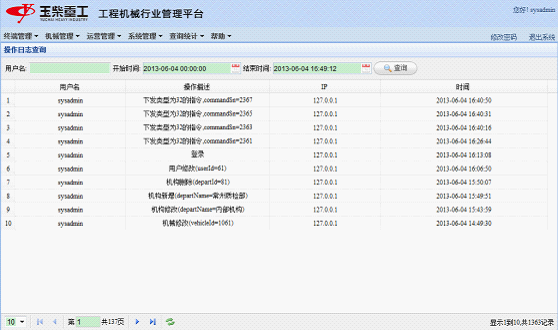 玉柴重工 工程机械行业管理平台 您好! sysadmin
YUCHAI HEAVY INDUSTRY
终端管理 机械管理 运营管理 系统管理 查询统计 帮助 修改密码 退出系统
操作日志查询
用户名: 开始时间: 2013-06-04 00:00:00 结束时间: 2013-06-04 16:49:12 查询
用户名 操作描述 IP 时间
1 sysadmin 下发类型为32的指令,commandSn=2367 127.0.0.1 2013-06-04 16:40:50
2 sysadmin 下发类型为32的指令,commandSn=2365 127.0.0.1 2013-06-04 16:40:31
3 sysadmin 下发类型为32的指令,commandSn=2363 127.0.0.1 2013-06-04 16:40:16
4 sysadmin 下发类型为32的指令,commandSn=2361 127.0.0.1 2013-06-04 16:26:44
5 sysadmin 登录 127.0.0.1 2013-06-04 16:13:08
6 sysadmin 用户修改(userId=61) 127.0.0.1 2013-06-04 16:06:50
7 sysadmin 机构删除(departId=81) 127.0.0.1 2013-06-04 15:50:07
8 sysadmin 机构新增(departName=常州质检部) 127.0.0.1 2013-06-04 15:49:51
9 sysadmin 机构修改(departName=内部机构) 127.0.0.1 2013-06-04 15:43:59
10 sysadmin 机械修改(vehicleId=1061) 127.0.0.1 2013-06-04 14:49:30
10 第 1 共137页 显示1到10,共1363记录